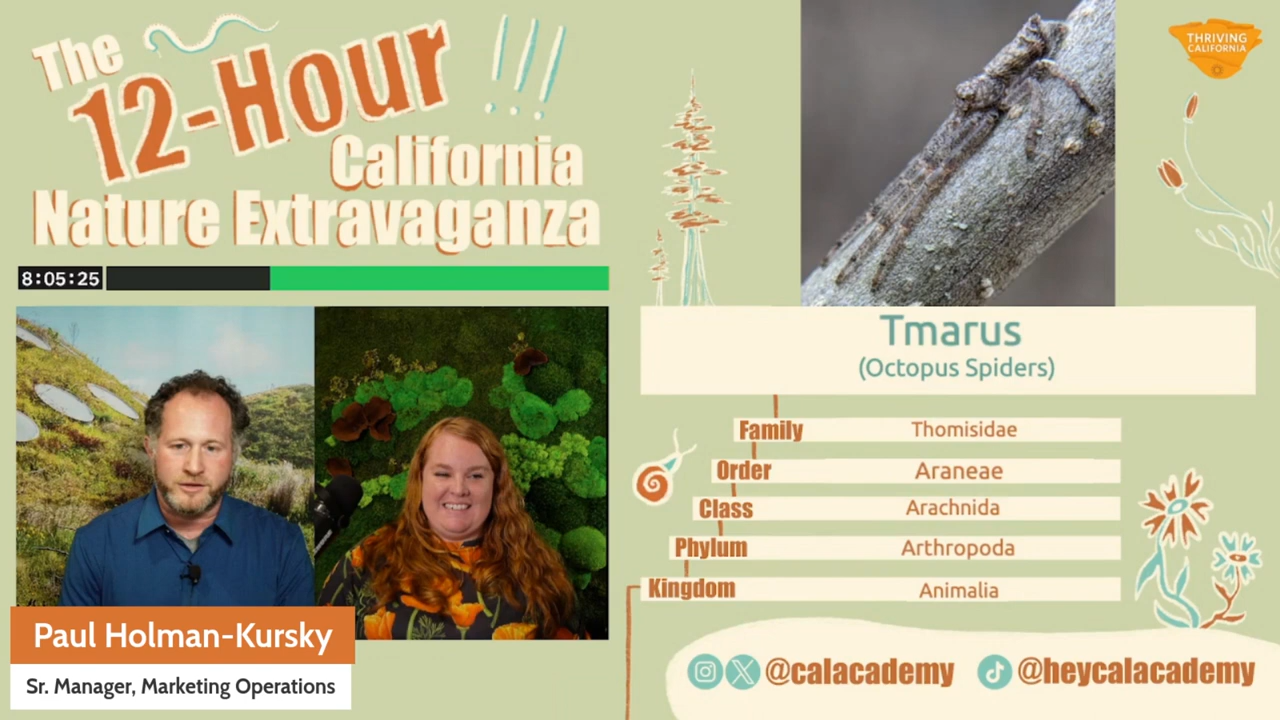 The
12-Hour !!!
California
Nature Extravaganza
8:05:25
Paul Holman-Kursky
Sr. Manager, Marketing Operations
THRIVING
CALIFORNIA
Tmarus
(Octopus Spiders)
Family Thomisidae
Order Araneae
Class Arachnida
Phylum Arthropoda
Kingdom Animalia
@calacademy @heycalacademy